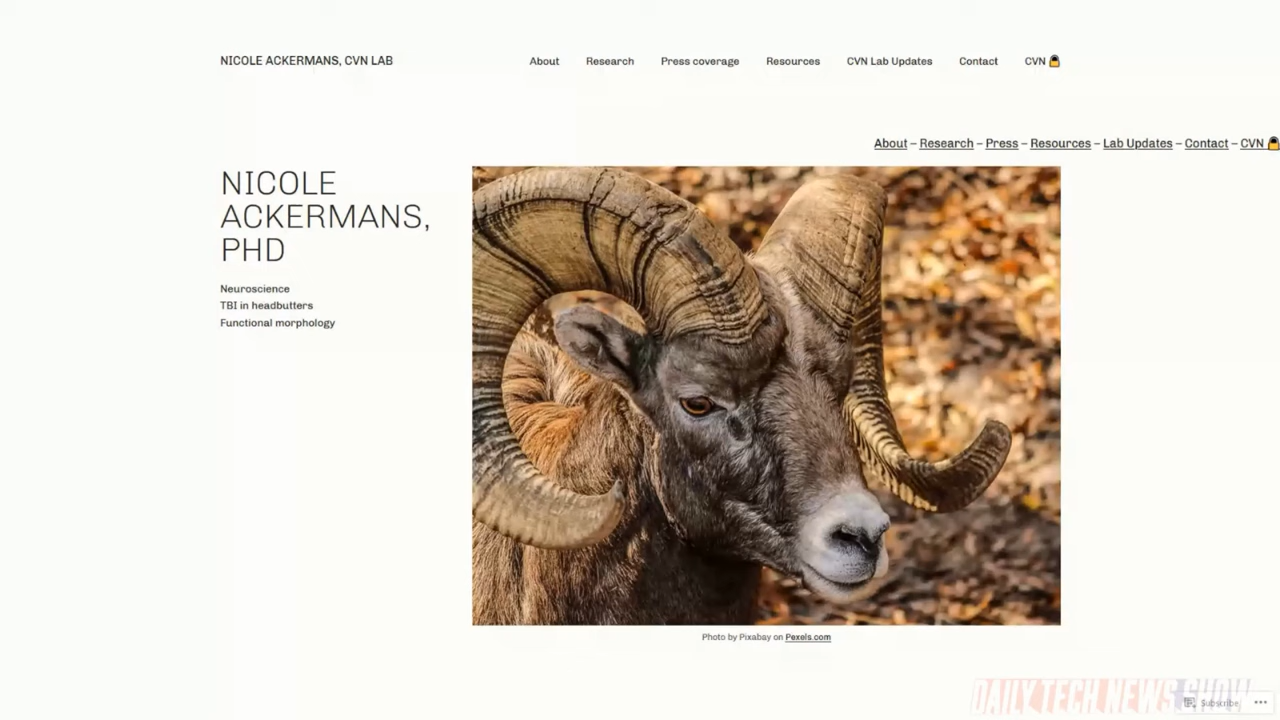 NICOLE ACKERMANS, CVN LAB
About Research Press coverage Resources CVN Lab Updates Contact CVN 🔒
About – Research – Press – Resources – Lab Updates – Contact – CVN 🔒
NICOLE
ACKERMANS,
PHD
Neuroscience
TBI in headbutters
Functional morphology
Photo by Pixabay on Pexels.com
DAILY TECH NEWS SHOW
Subscribe